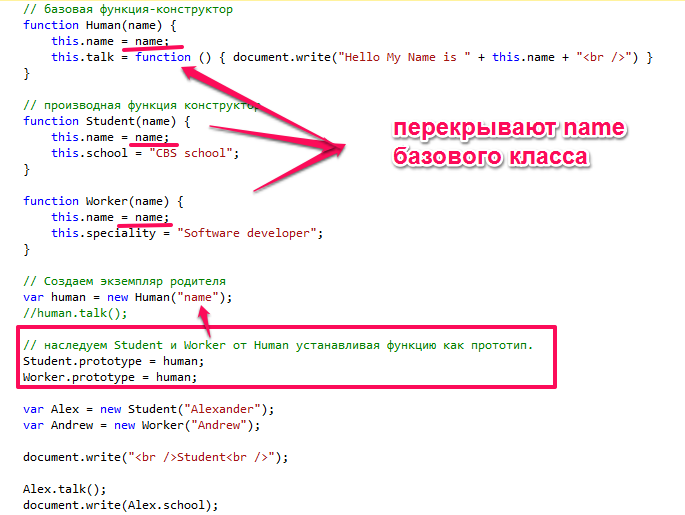 // базовая функция-конструктор
function Human(name) {
this.name = name;
this.talk = function () { document.write("Hello My Name is " + this.name + "<br />") }
}
// производная функция конструктор
function Student(name) {
this.name = name;
this.school = "CBS school";
}
перекрывают name
базового класса
function Worker(name) {
this.name = name;
this.speciality = "Software developer";
}
// Создаем экземпляр родителя
var human = new Human("name");
//human.talk();
// наследуем Student и Worker от Human устанавливая функцию как прототип.
Student.prototype = human;
Worker.prototype = human;
var Alex = new Student("Alexander");
var Andrew = new Worker("Andrew");
document.write("<br />Student<br />");
Alex.talk();
document.write(Alex.school);